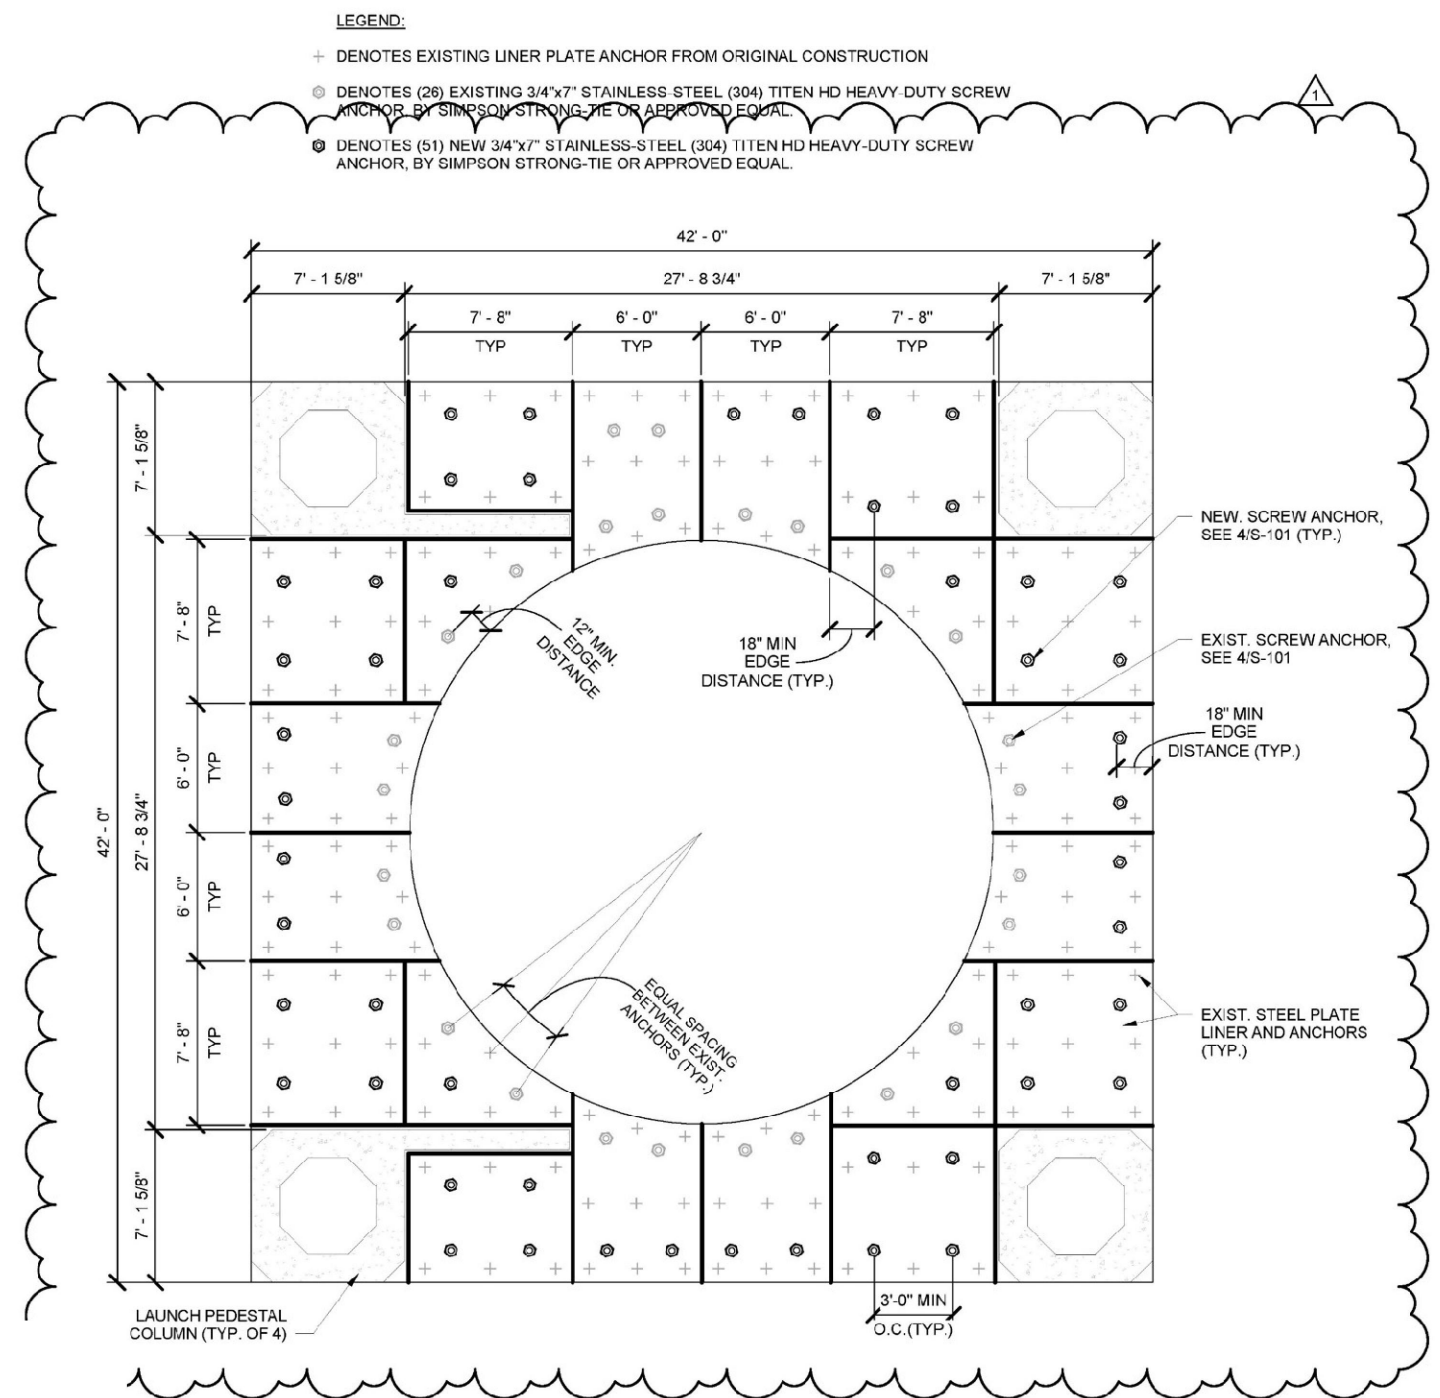 LEGEND:
DENOTES EXISTING LINER PLATE ANCHOR FROM ORIGINAL CONSTRUCTION
DENOTES (26) EXISTING 3/4"x7" STAINLESS-STEEL (304) TITEN HD HEAVY-DUTY SCREW
ANCHOR, BY SIMPSON STRONG-TIE OR APPROVED EQUAL.
1
DENOTES (51) NEW 3/4"x7" STAINLESS-STEEL (304) TITEN HD HEAVY-DUTY SCREW
ANCHOR, BY SIMPSON STRONG-TIE OR APPROVED EQUAL.
42' - 0"
7' - 1 5/8"
27' - 8 3/4"
7' - 1 5/8"
7' - 8"
TYP
6' - 0"
TYP
6' - 0"
TYP
7' - 8"
TYP
42' - 0"
7' - 1 5/8"
27' - 8 3/4"
7' - 1 5/8"
7' - 8"
TYP
6' - 0"
TYP
6' - 0"
TYP
7' - 8"
TYP
NEW. SCREW ANCHOR,
SEE 4/S-101 (TYP.)
12" MIN.
EDGE
DISTANCE
18" MIN
EDGE
DISTANCE (TYP.)
EXIST. SCREW ANCHOR,
SEE 4/S-101
18" MIN
EDGE
DISTANCE (TYP.)
EQUAL SPACING
BETWEEN EXIST.
ANCHORS (TYP.)
EXIST. STEEL PLATE
LINER AND ANCHORS
(TYP.)
LAUNCH PEDESTAL
COLUMN (TYP. OF 4)
3'-0" MIN
O.C.(TYP.)